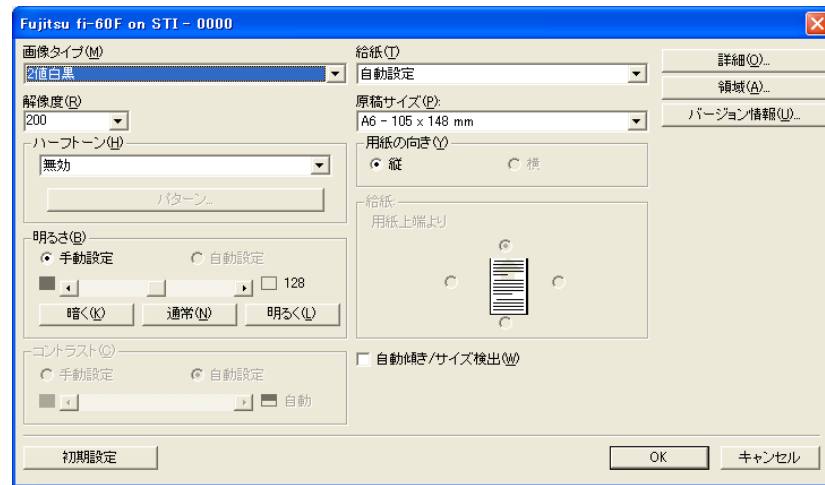 Fujitsu fi-60F on STI - 0000
画像タイプ(M)
2値白黒
解像度(R)
200
ハーフトーン(H)
無効
パターン...
明るさ(B)
手動設定
自動設定
128
暗く(K)
通常(N)
明るく(L)
コントラスト(C)
手動設定
自動設定
自動
給紙(T)
自動設定
原稿サイズ(P):
A6 - 105 x 148 mm
用紙の向き(Y)
縦
横
給紙:
用紙上端より
自動傾き/サイズ検出(W)
詳細(O)...
領域(A)...
バージョン情報(U)...
初期設定
OK
キャンセル